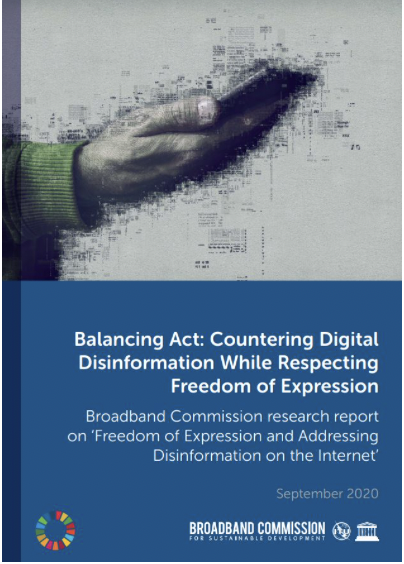 Balancing Act: Countering Digital
Disinformation While Respecting
Freedom of Expression
Broadband Commission research report
on ‘Freedom of Expression and Addressing
Disinformation on the Internet’
September 2020
BROADBAND COMMISSION
FOR SUSTAINABLE DEVELOPMENT